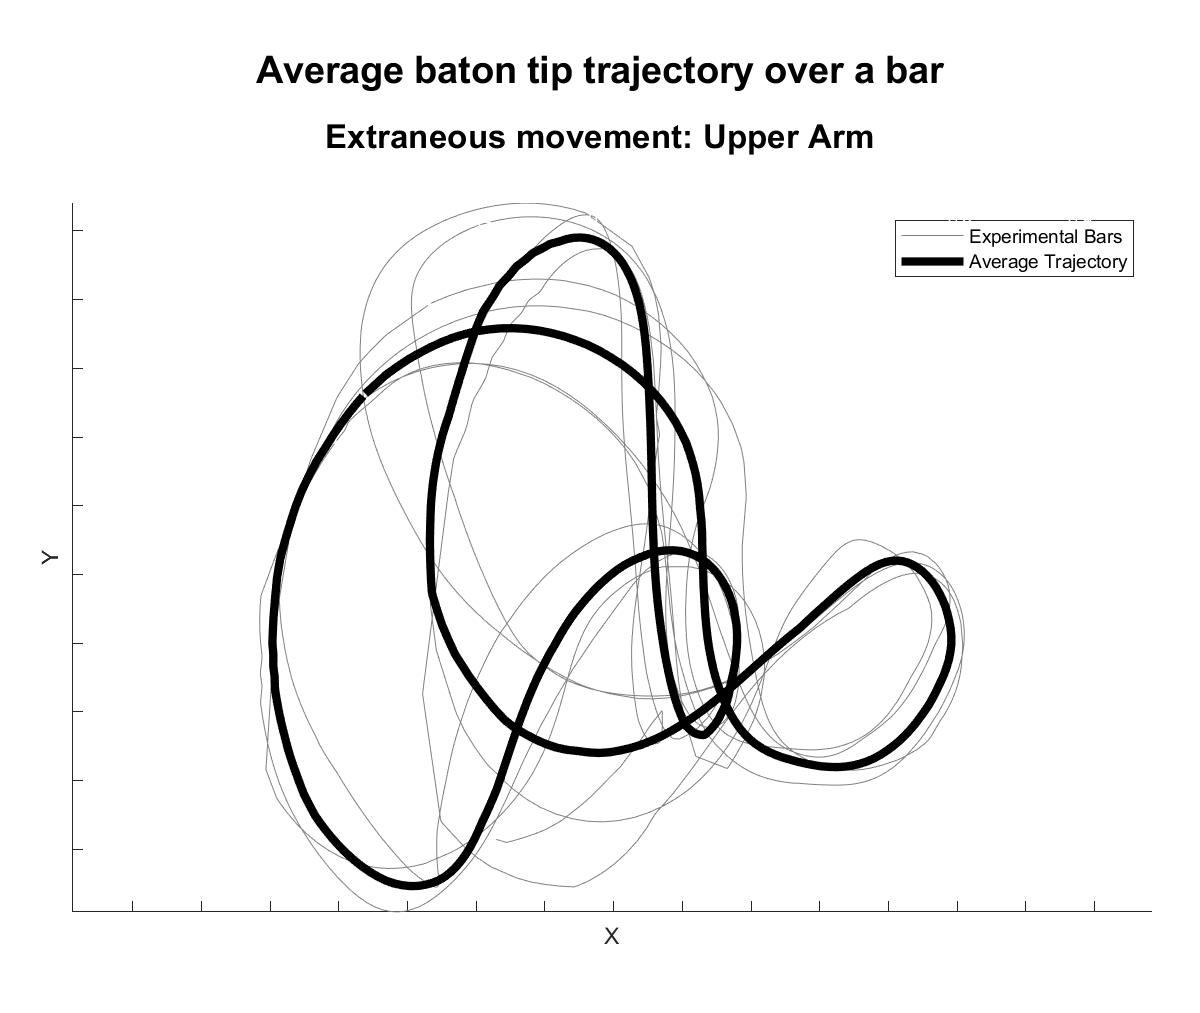 Average baton tip trajectory over a bar
Extraneous movement: Upper Arm
Experimental Bars
Average Trajectory
Y
X